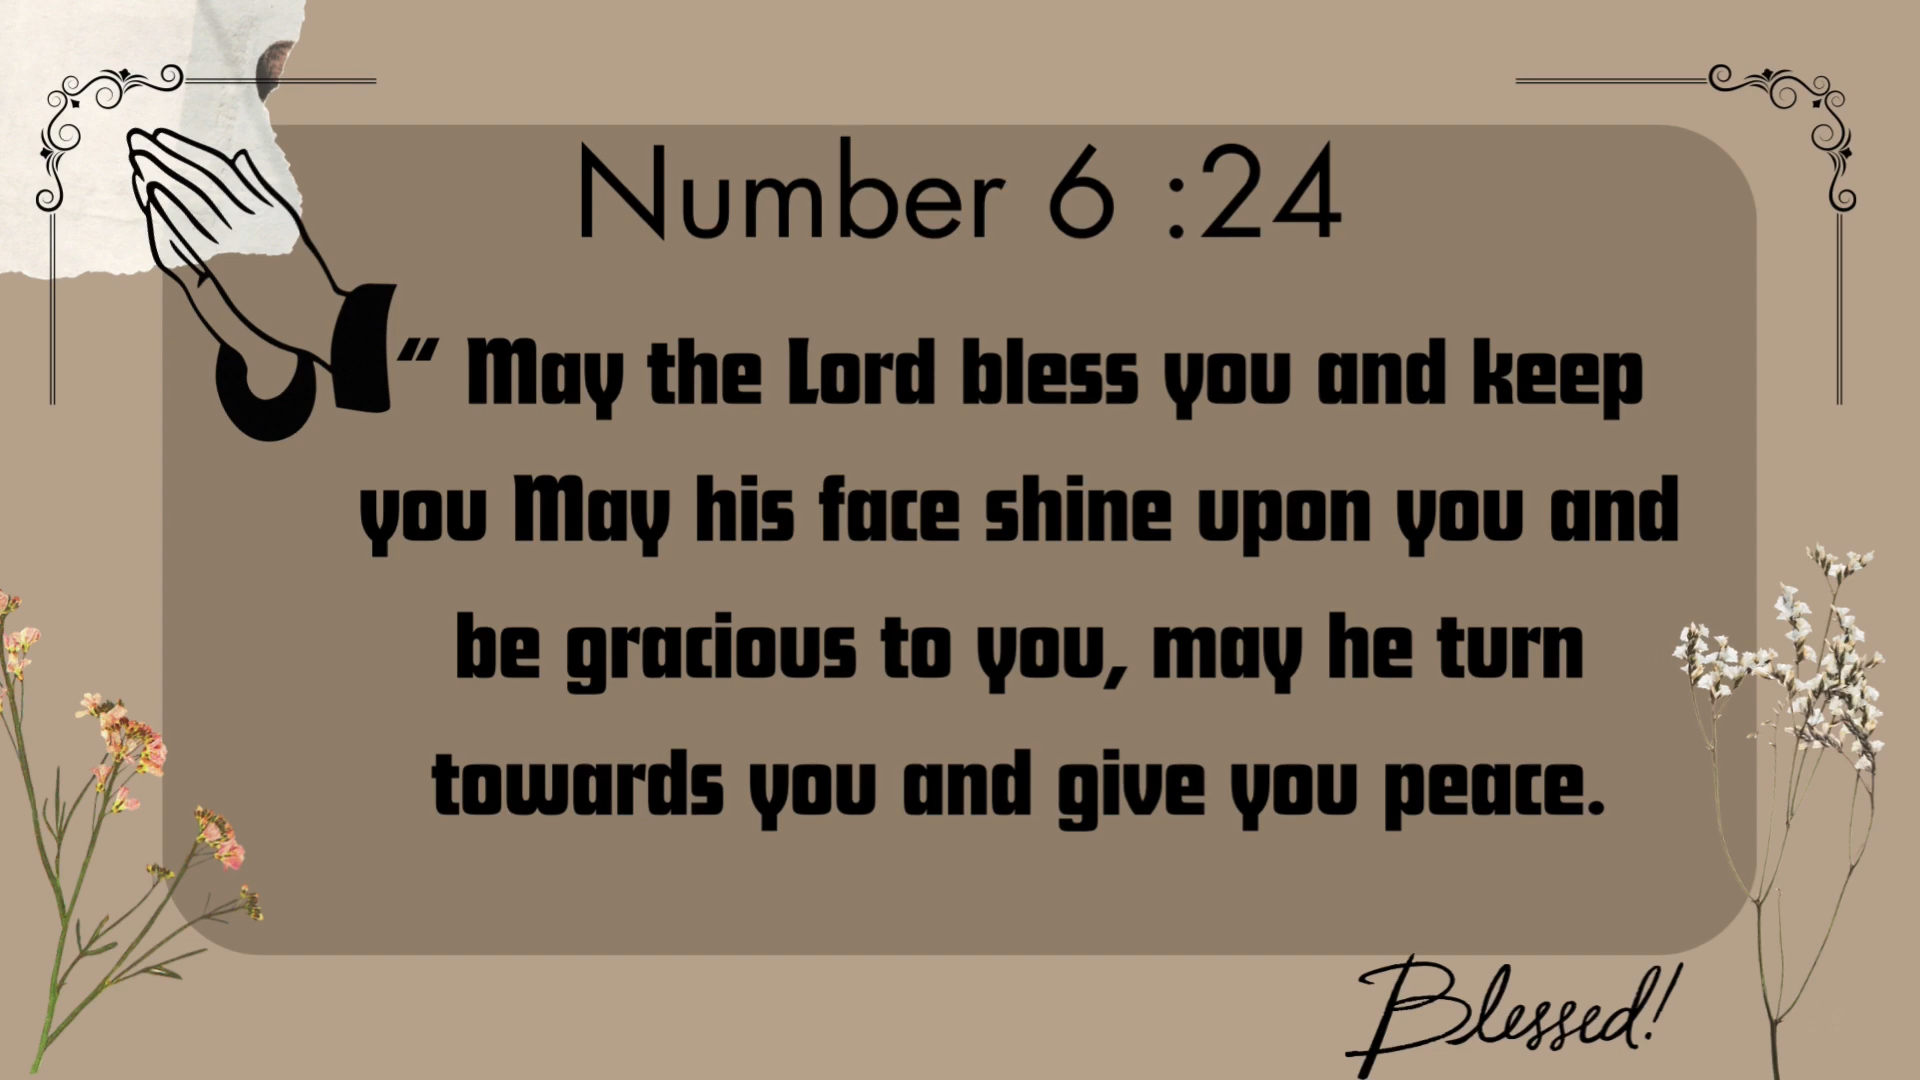 Number 6 :24
“ May the Lord bless you and keep
you May his face shine upon you and
be gracious to you, may he turn
towards you and give you peace.
Blessed!